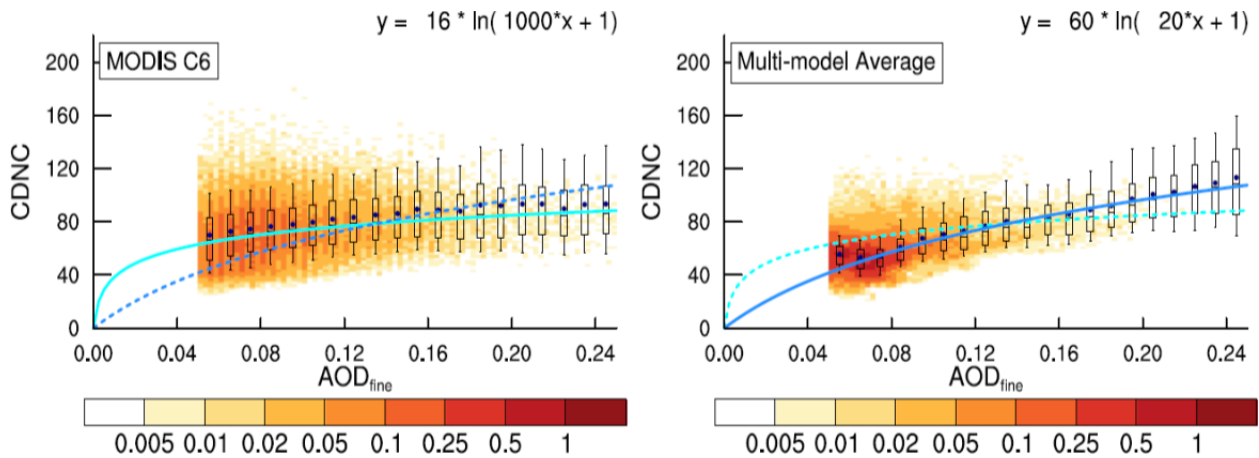 y = 16 * ln( 1000*x + 1)
MODIS C6
CDNC
200
160
120
80
40
0
0.00 0.04 0.08 0.12 0.16 0.20 0.24
AOD fine
0.005 0.01 0.02 0.05 0.1 0.25 0.5 1
y = 60 * ln( 20*x + 1)
Multi-model Average
CDNC
200
160
120
80
40
0
0.00 0.04 0.08 0.12 0.16 0.20 0.24
AOD fine
0.005 0.01 0.02 0.05 0.1 0.25 0.5 1